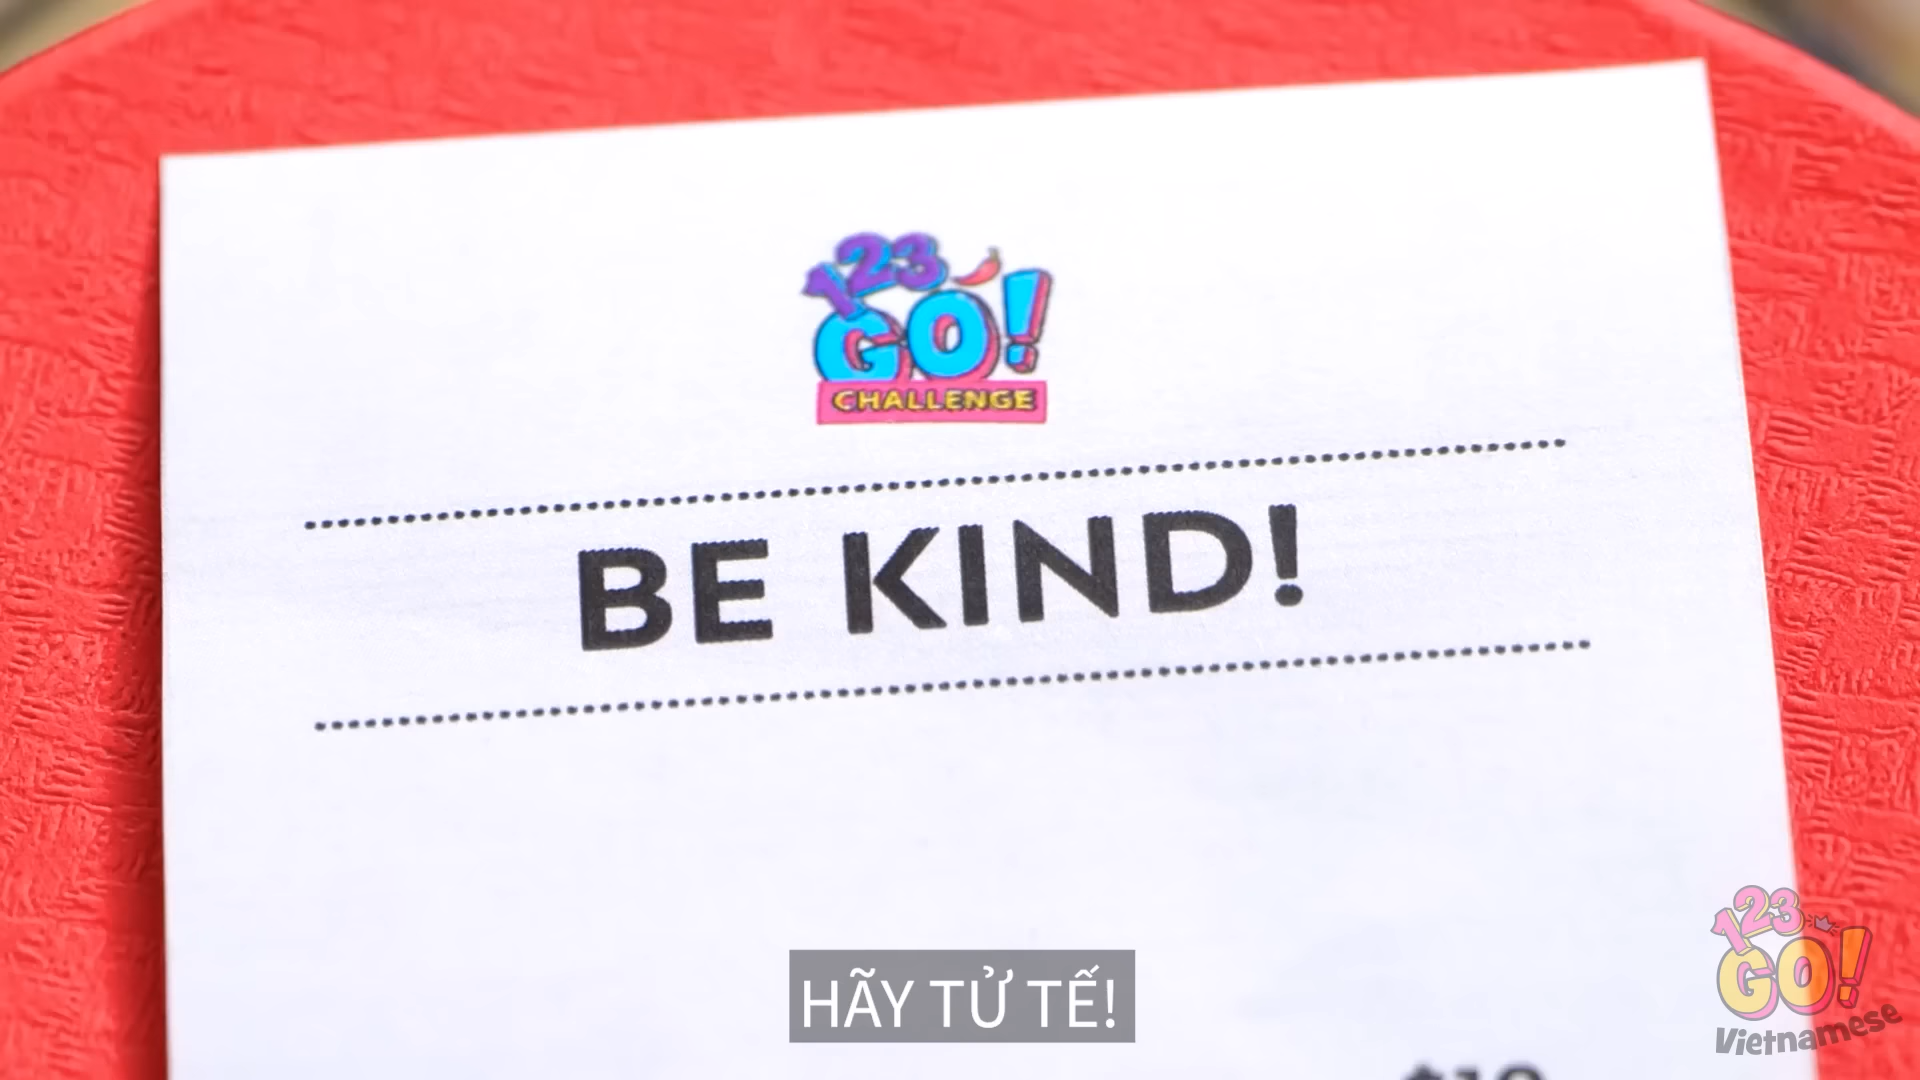 123
GO!
CHALLENGE
BE KIND!
HÃY TỬ TẾ!
123
GO!
Vietnamese